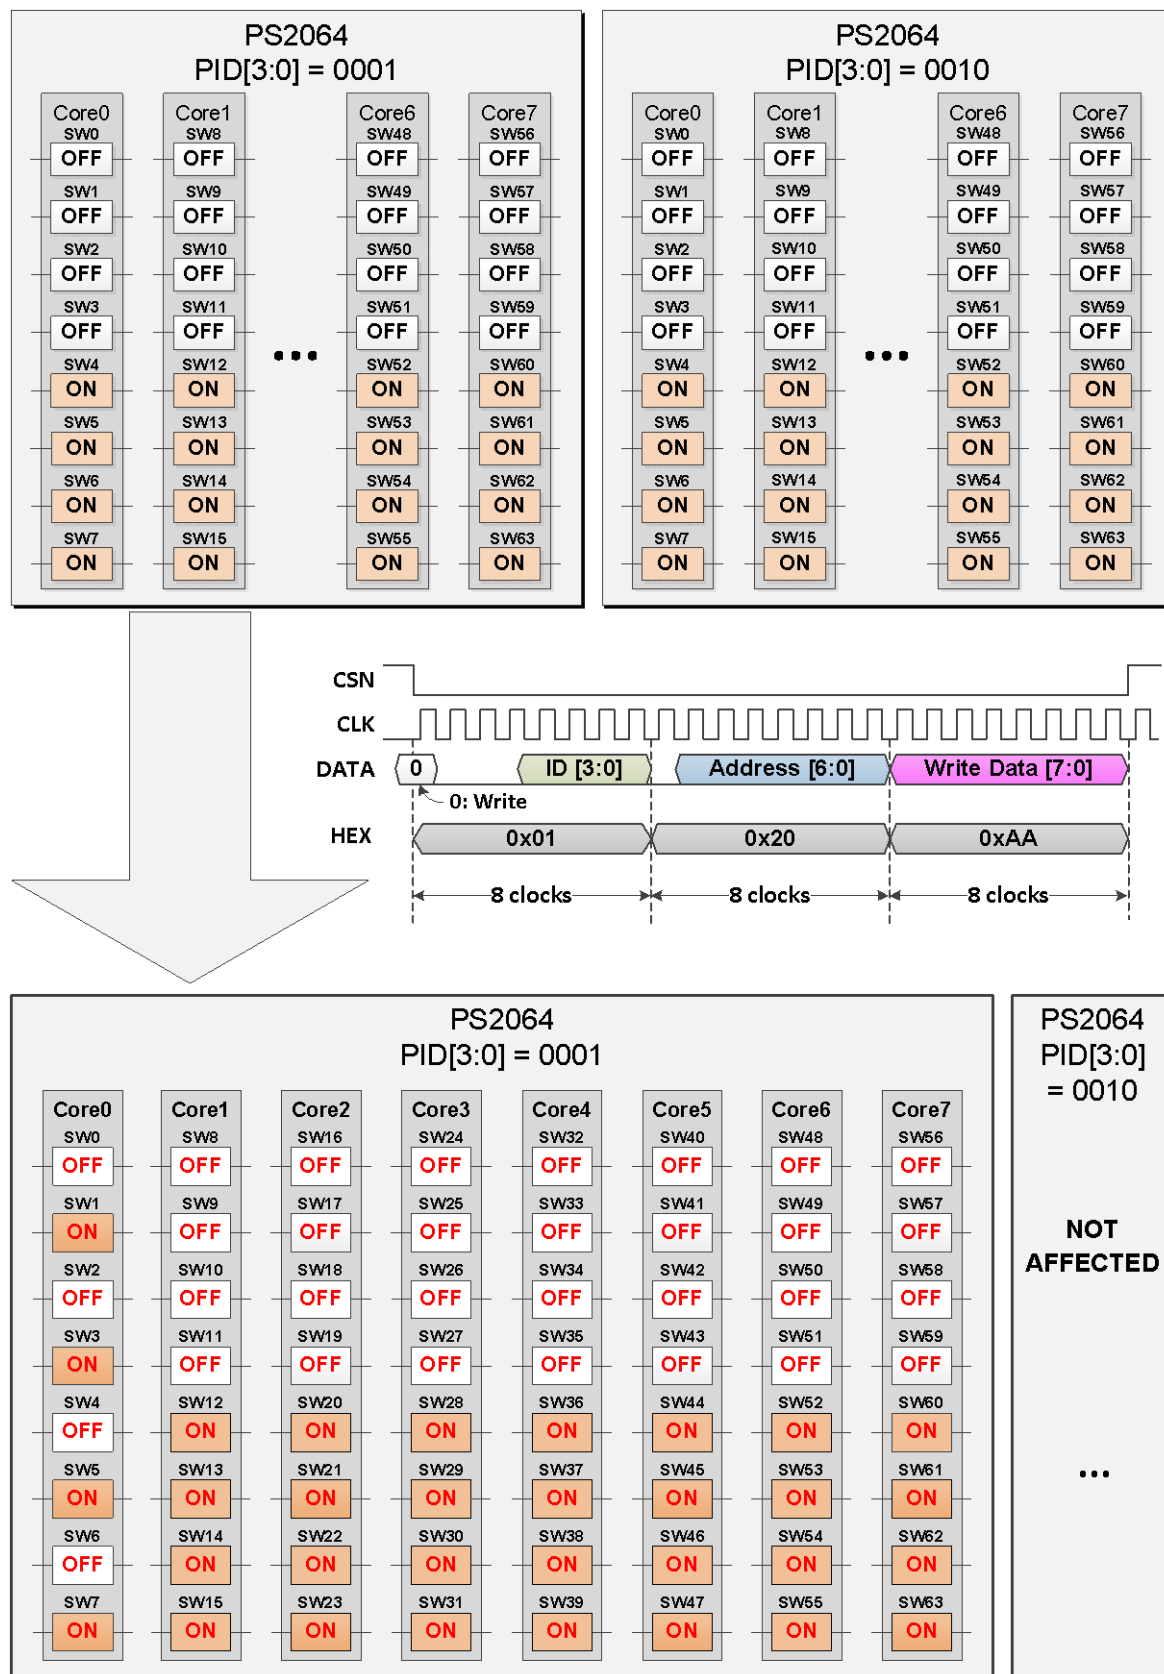 PS2064
PID[3:0] = 0001
Core0 Core1 Core6 Core7
SW0 SW8 SW48 SW56
OFF OFF OFF OFF
SW1 SW9 SW49 SW57
OFF OFF OFF OFF
SW2 SW10 SW50 SW58
OFF OFF OFF OFF
SW3 SW11 SW51 SW59
OFF OFF OFF OFF
...
SW4 SW12 SW52 SW60
ON ON ON ON
SW5 SW13 SW53 SW61
ON ON ON ON
SW6 SW14 SW54 SW62
ON ON ON ON
SW7 SW15 SW55 SW63
ON ON ON ON
PS2064
PID[3:0] = 0010
Core0 Core1 Core6 Core7
SW0 SW8 SW48 SW56
OFF OFF OFF OFF
SW1 SW9 SW49 SW57
OFF OFF OFF OFF
SW2 SW10 SW50 SW58
OFF OFF OFF OFF
SW3 SW11 SW51 SW59
OFF OFF OFF OFF
...
SW4 SW12 SW52 SW60
ON ON ON ON
SW5 SW13 SW53 SW61
ON ON ON ON
SW6 SW14 SW54 SW62
ON ON ON ON
SW7 SW15 SW55 SW63
ON ON ON ON
CSN
CLK
DATA 0 ID [3:0] Address [6:0] Write Data [7:0]
0: Write
HEX 0x01 0x20 0xAA
8 clocks 8 clocks 8 clocks
PS2064
PID[3:0] = 0001
Core0 Core1 Core2 Core3 Core4 Core5 Core6 Core7
SW0 SW8 SW16 SW24 SW32 SW40 SW48 SW56
OFF OFF OFF OFF OFF OFF OFF OFF
SW1 SW9 SW17 SW25 SW33 SW41 SW49 SW57
ON OFF OFF OFF OFF OFF OFF OFF
SW2 SW10 SW18 SW26 SW34 SW42 SW50 SW58
OFF OFF OFF OFF OFF OFF OFF OFF
SW3 SW11 SW19 SW27 SW35 SW43 SW51 SW59
ON OFF OFF OFF OFF OFF OFF OFF
SW4 SW12 SW20 SW28 SW36 SW44 SW52 SW60
OFF ON ON ON ON ON ON ON
SW5 SW13 SW21 SW29 SW37 SW45 SW53 SW61
ON ON ON ON ON ON ON ON
SW6 SW14 SW22 SW30 SW38 SW46 SW54 SW62
OFF ON ON ON ON ON ON ON
SW7 SW15 SW23 SW31 SW39 SW47 SW55 SW63
ON ON ON ON ON ON ON ON
PS2064
PID[3:0]
= 0010
NOT
AFFECTED
...